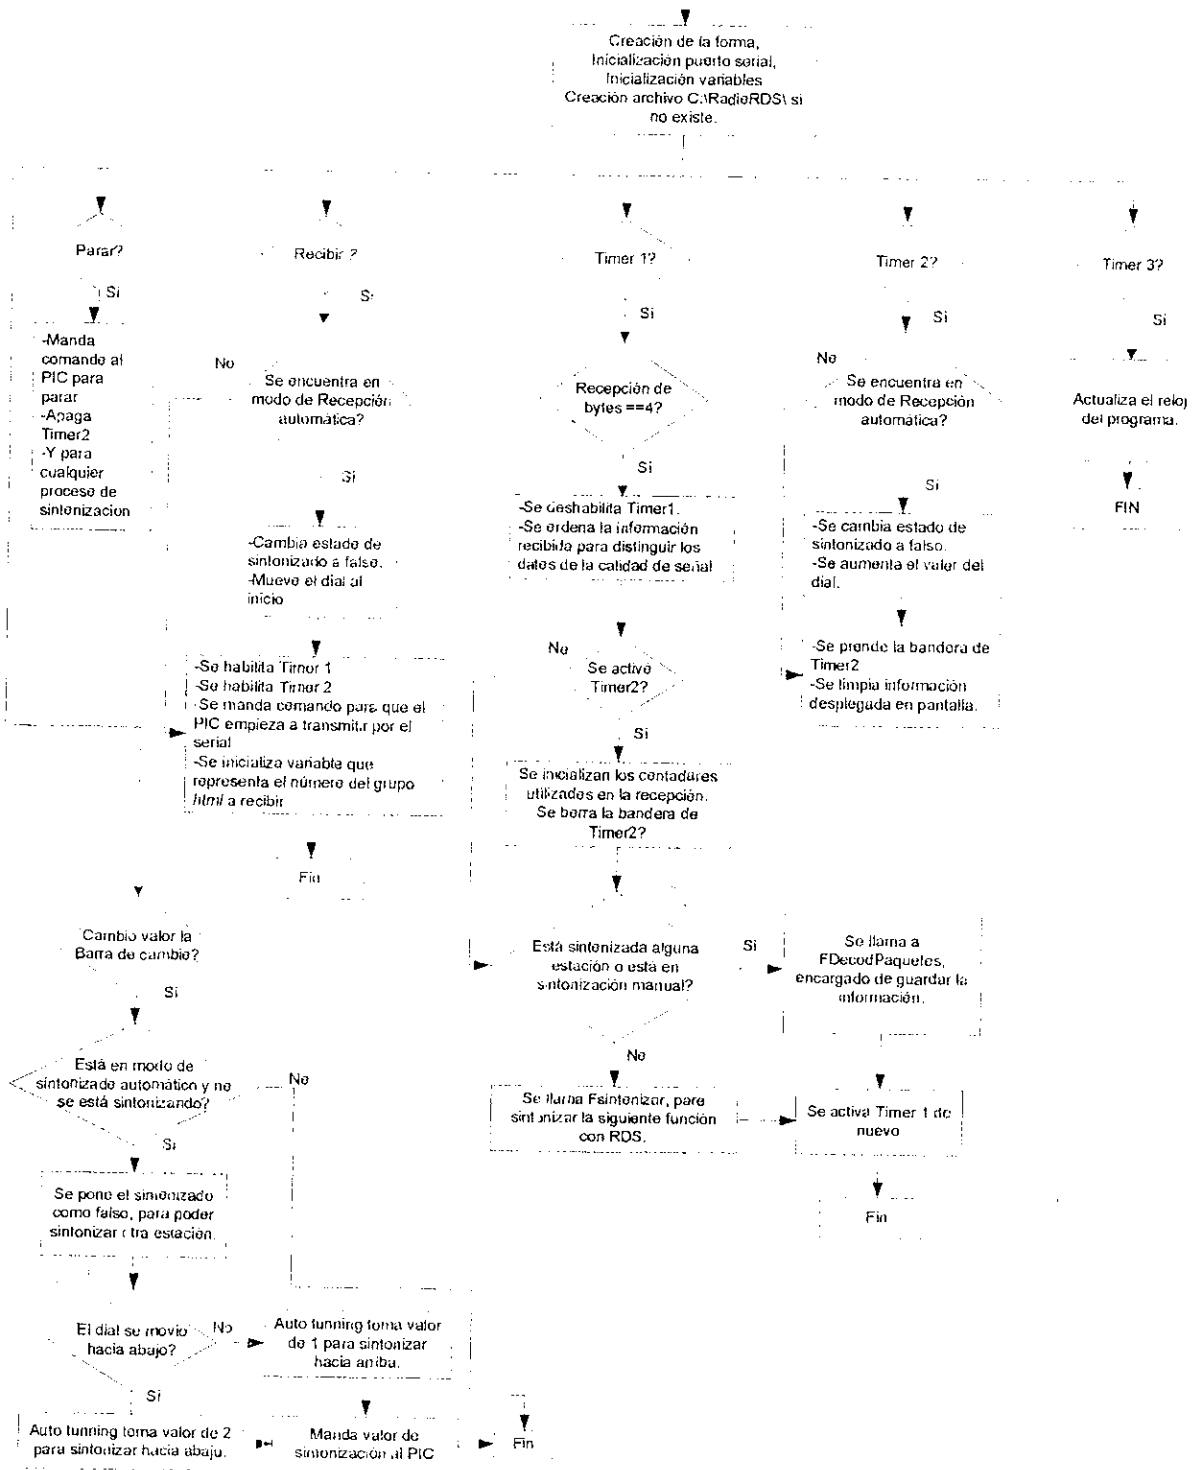 Creación de la forma,
Inicialización puerto serial,
Inicialización variables
Creación archivo C:\RadioRDS\ si
no existe.
Parar?
Si
-Manda
comando al
PIC para
parar
-Apaga
Timer2
-Y para
cualquier
proceso de
sintonizacion
Recibir ?
Si
No
Se encuentra en
modo de Recepción
automática?
Si
-Cambia estado de
sintonizado a falso.
-Mueve el dial al
inicio
-Se habilita Timer 1
-Se habilita Timer 2
-Se manda comando para que el
PIC empieza a transmitir por el
serial
-Se inicializa variable que
representa el número del grupo
html a recibir
Fin
Timer 1?
Si
Recepción de
bytes ==4?
Si
-Se deshabilita Timer1.
-Se ordena la información
recibida para distinguir los
datos de la calidad de señal
No
Se activó
Timer2?
Si
Se inicializan los contadores
utilizados en la recepción.
Se borra la bandera de
Timer2?
Está sintonizada alguna
estación o está en
sintonización manual?
Si
Se llama a
FDecodPaquetes,
encargado de guardar la
información.
No
Se llama Fsintonizar, para
sintonizar la siguiente función
con RDS.
Se activa Timer 1 de
nuevo
Fin
Timer 2?
Si
No
Se encuentra en
modo de Recepción
automática?
Si
-Se cambia estado de
sintonizado a falso.
-Se aumenta el valor del
dial.
-Se prende la bandera de
Timer2
-Se limpia información
desplegada en pantalla.
Timer 3?
Si
Actualiza el reloj
del programa.
FIN
Cambio valor la
Barra de cambio?
Si
Está en modo de
sintonizado automático y no
se está sintonizando?
No
Si
Se pone el sintonizado
como falso, para poder
sintonizar otra estación.
El dial se movio
hacia abajo?
No
Auto tunning toma valor
de 1 para sintonizar
hacia arriba.
Si
Auto tunning toma valor de 2
para sintonizar hacia abajo.
Manda valor de
sintonización al PIC
Fin